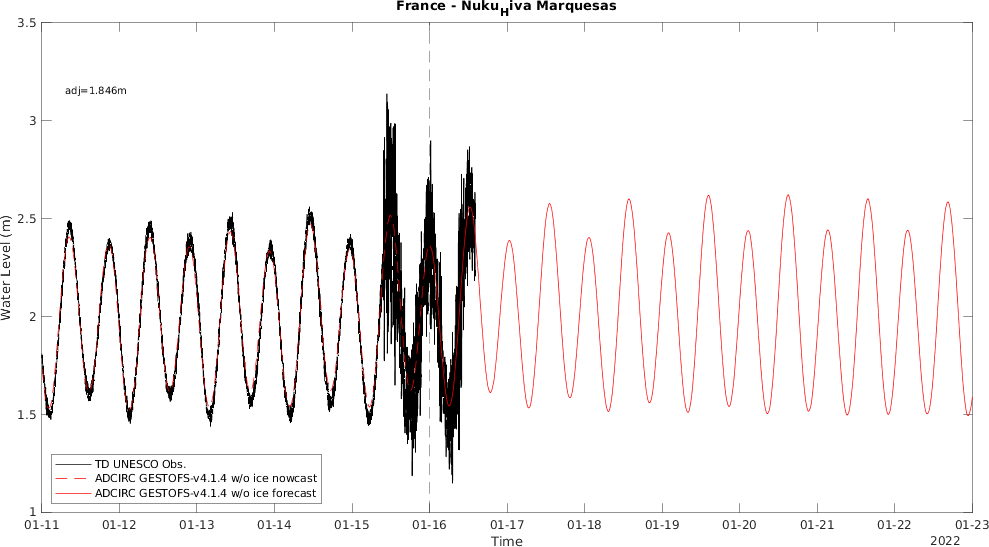 France - Nuku_Hiva Marquesas
adj=1.846m
Water Level (m)
3.5
3
2.5
2
1.5
1
TD UNESCO Obs.
ADCIRC GESTOFS-v4.1.4 w/o ice nowcast
ADCIRC GESTOFS-v4.1.4 w/o ice forecast
01-11 01-12 01-13 01-14 01-15 01-16 01-17 01-18 01-19 01-20 01-21 01-22 01-23
Time
2022